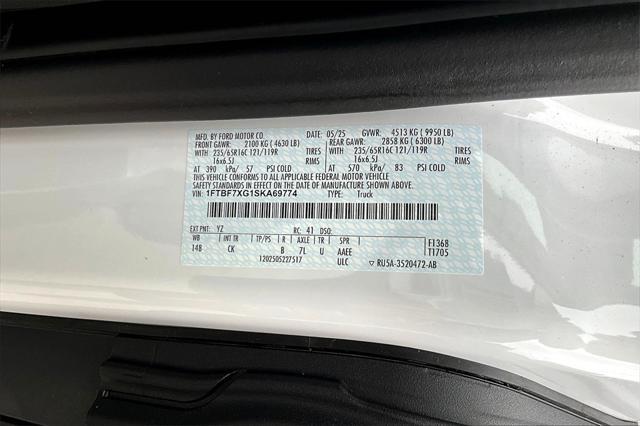 MFD. BY FORD MOTOR CO. 05/25 GVWR: 4513 KG ( 9950 LB)
FRONT GAWR: 2100 KG ( 4630 LB) REAR GAWR: 2858 KG ( 6300 LB)
WITH 235/65R16C 121/119R TIRES WITH 235/65R16C 121/119R TIRES
16x6.5J RIMS 16x6.5J RIMS
AT 390 kPa/ 57 PSI COLD AT 570 kPa/ 83 PSI COLD
THIS VEHICLE CONFORMS TO ALL APPLICABLE FEDERAL MOTOR VEHICLE
SAFETY STANDARDS IN EFFECT ON THE DATE OF MANUFACTURE SHOWN ABOVE.
VIN: 1FTBF7XG1SKA69774 TYPE: Truck
EXT PNT: YZ RC: 41 DSO:
WB INT TR TP/PS R AXLE TR SPR F1368
148 CK B 7L U AAEE T1705
1202505227517 ULC ▽ RU5A-3520472-AB